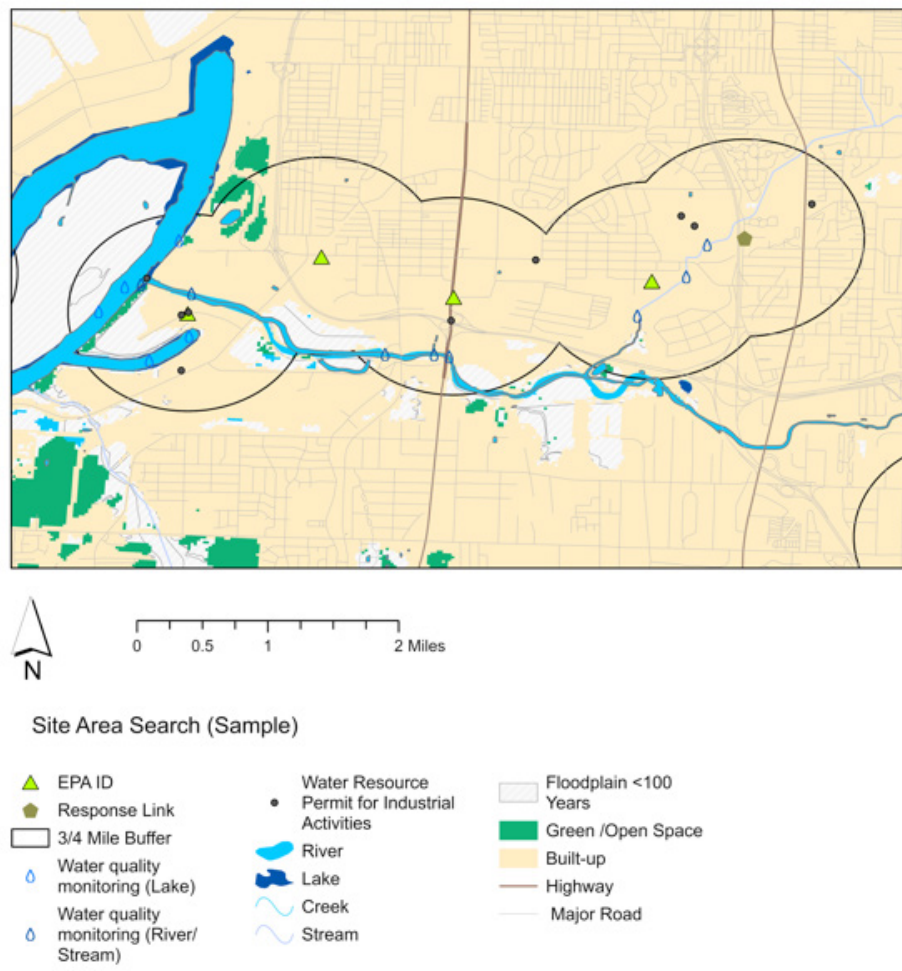 N
0 0.5 1 2 Miles
Site Area Search (Sample)
EPA ID
Response Link
3/4 Mile Buffer
Water quality
monitoring (Lake)
Water quality
monitoring (River/
Stream)
Water Resource
Permit for Industrial
Activities
River
Lake
Creek
Stream
Floodplain <100
Years
Green /Open Space
Built-up
Highway
Major Road